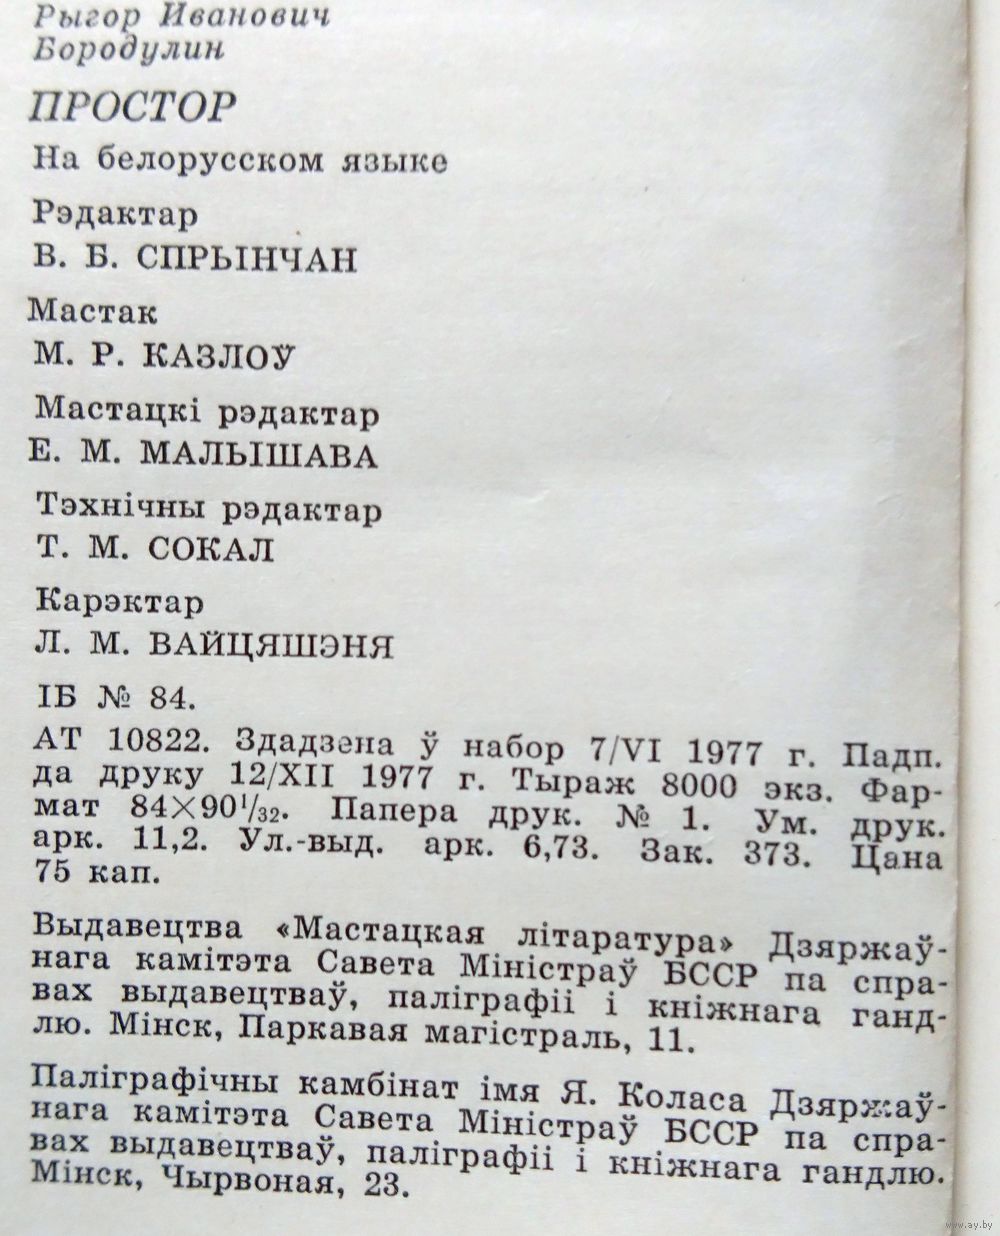 Рыгор Иванович
Бородулин
ПРОСТОР
На белорусском языке
Рэдактар
В. Б. СПРЫНЧАН
Мастак
М. Р. КАЗЛОЎ
Мастацкі рэдактар
Е. М. МАЛЫШАВА
Тэхнічны рэдактар
Т. М. СОКАЛ
Карэктар
Л. М. ВАЙЦЯШЭНЯ
ІБ № 84.
АТ 10822. Здадзена ў набор 7/VI 1977 г. Падп.
да друку 12/XII 1977 г. Тыраж 8000 экз. Фар-
мат 84×90¹/₃₂. Папера друк. № 1. Ум. друк.
арк. 11,2. Ул.-выд. арк. 6,73. Зак. 373. Цана
75 кап.
Выдавецтва «Мастацкая літаратура» Дзяржаў-
нага камітэта Савета Міністраў БССР па спра-
вах выдавецтваў, паліграфіі і кніжнага ганд-
лю. Мінск, Паркавая магістраль, 11.
Паліграфічны камбінат імя Я. Коласа Дзяржаў-
нага камітэта Савета Міністраў БССР па спра-
вах выдавецтваў, паліграфіі і кніжнага гандлю.
Мінск, Чырвоная, 23.
www.ay.by